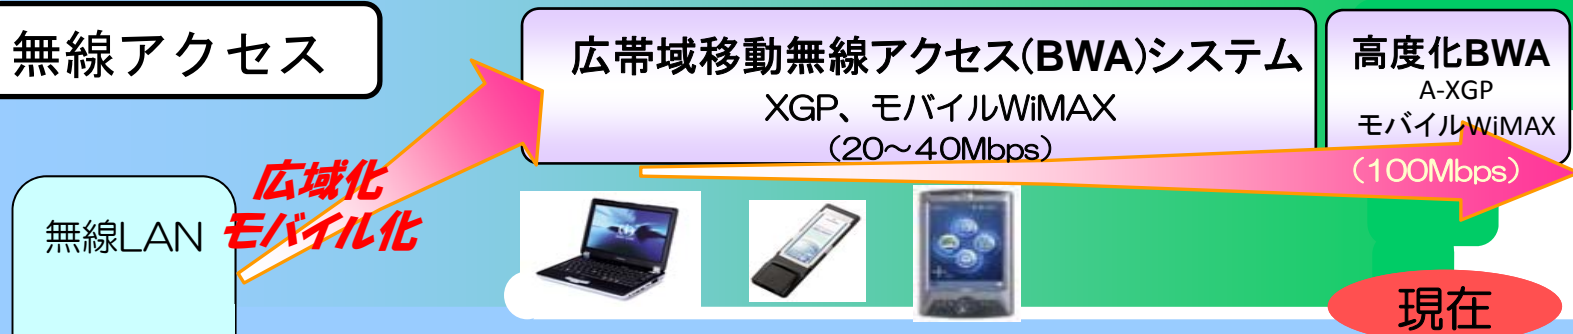 無線アクセス
広帯域移動無線アクセス(BWA)システム
XGP、モバイルWiMAX
(20～40Mbps)
高度化BWA
A-XGP
モバイルWiMAX
(100Mbps)
広域化
モバイル化
無線LAN
現在